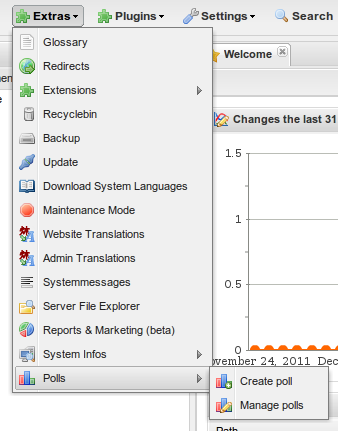 Extras Plugins Settings Search
Glossary
Redirects
Extensions
Recyclebin
Backup
Update
Download System Languages
Maintenance Mode
Website Translations
Admin Translations
Systemmessages
Server File Explorer
Reports & Marketing (beta)
System Infos
Polls
Create poll
Manage polls
Welcome
Changes the last 31
1.5
1
0.5
0
November 24, 2011 Dec
Path